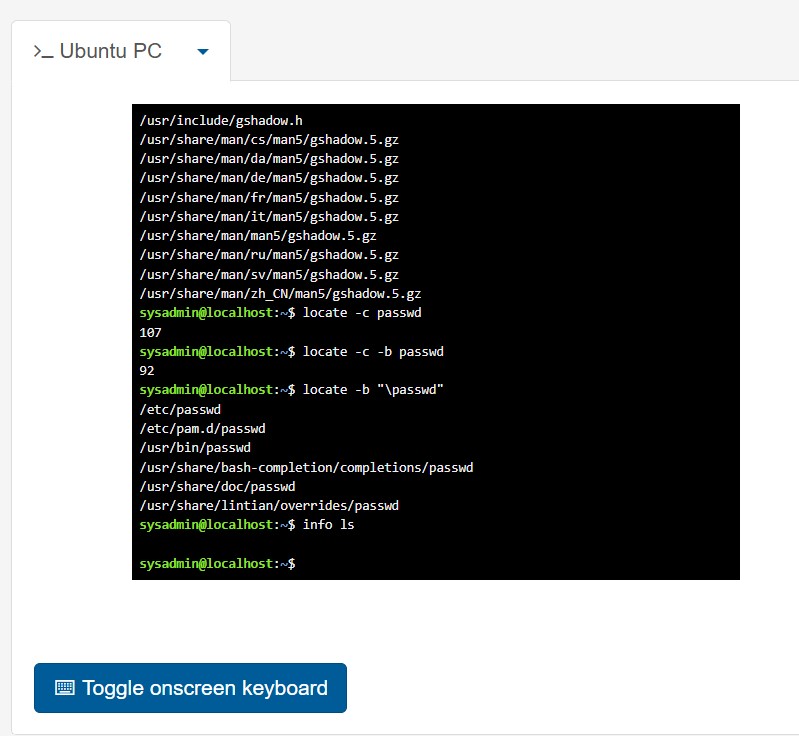 >_ Ubuntu PC
/usr/include/gshadow.h
/usr/share/man/cs/man5/gshadow.5.gz
/usr/share/man/da/man5/gshadow.5.gz
/usr/share/man/de/man5/gshadow.5.gz
/usr/share/man/fr/man5/gshadow.5.gz
/usr/share/man/it/man5/gshadow.5.gz
/usr/share/man/man5/gshadow.5.gz
/usr/share/man/ru/man5/gshadow.5.gz
/usr/share/man/sv/man5/gshadow.5.gz
/usr/share/man/zh_CN/man5/gshadow.5.gz
sysadmin@localhost:~$ locate -c passwd
107
sysadmin@localhost:~$ locate -c -b passwd
92
sysadmin@localhost:~$ locate -b "\passwd"
/etc/passwd
/etc/pam.d/passwd
/usr/bin/passwd
/usr/share/bash-completion/completions/passwd
/usr/share/doc/passwd
/usr/share/lintian/overrides/passwd
sysadmin@localhost:~$ info ls
sysadmin@localhost:~$
Toggle onscreen keyboard